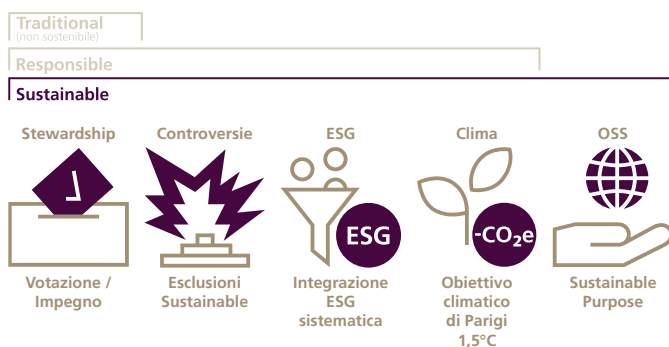 Traditional
(non sostenibile)
Responsible
Sustainable
Stewardship
Controversie
ESG
Clima
OSS
ESG
-CO₂e
Votazione /
Impegno
Esclusioni
Sustainable
Integrazione
ESG
sistematica
Obiettivo
climatico
di Parigi
1,5°C
Sustainable
Purpose